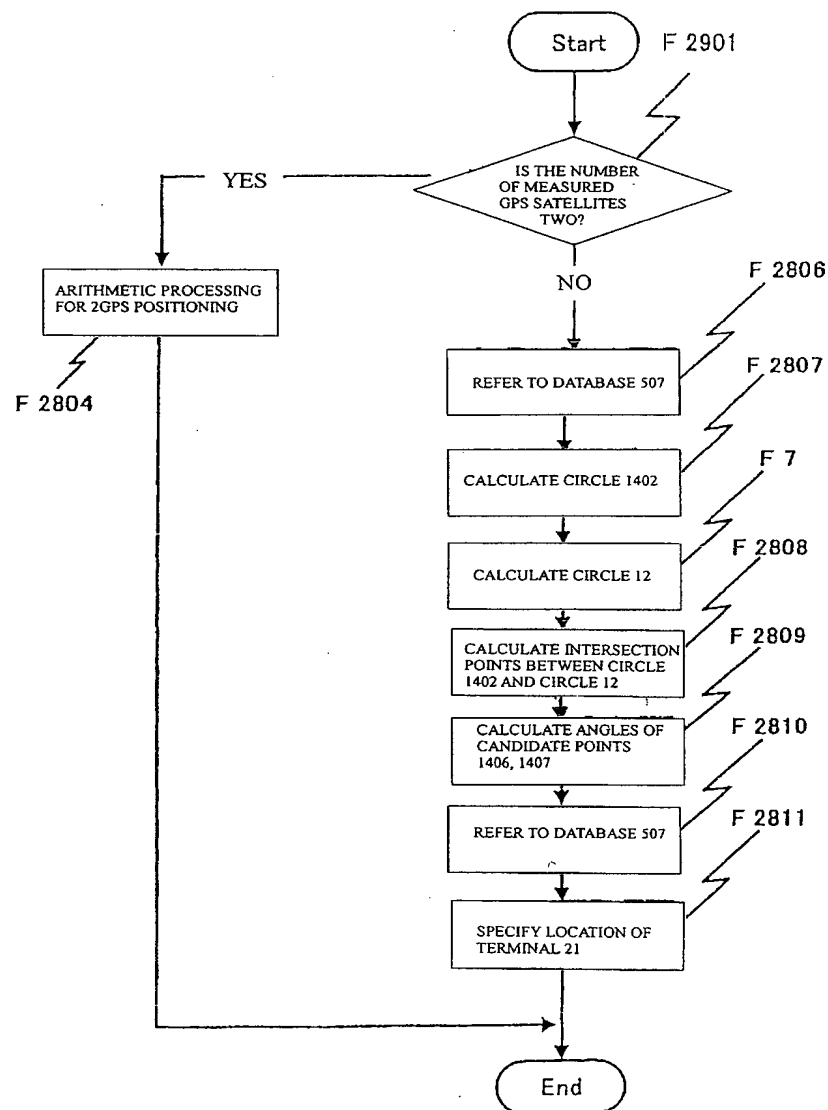 Start
F 2901
IS THE NUMBER
OF MEASURED
GPS SATELLITES
TWO?
YES
NO
ARITHMETIC PROCESSING
FOR 2GPS POSITIONING
F 2804
F 2806
REFER TO DATABASE 507
F 2807
CALCULATE CIRCLE 1402
F 7
CALCULATE CIRCLE 12
F 2808
CALCULATE INTERSECTION
POINTS BETWEEN CIRCLE
1402 AND CIRCLE 12
F 2809
CALCULATE ANGLES OF
CANDIDATE POINTS
1406, 1407
F 2810
REFER TO DATABASE 507
F 2811
SPECIFY LOCATION OF
TERMINAL 21
End